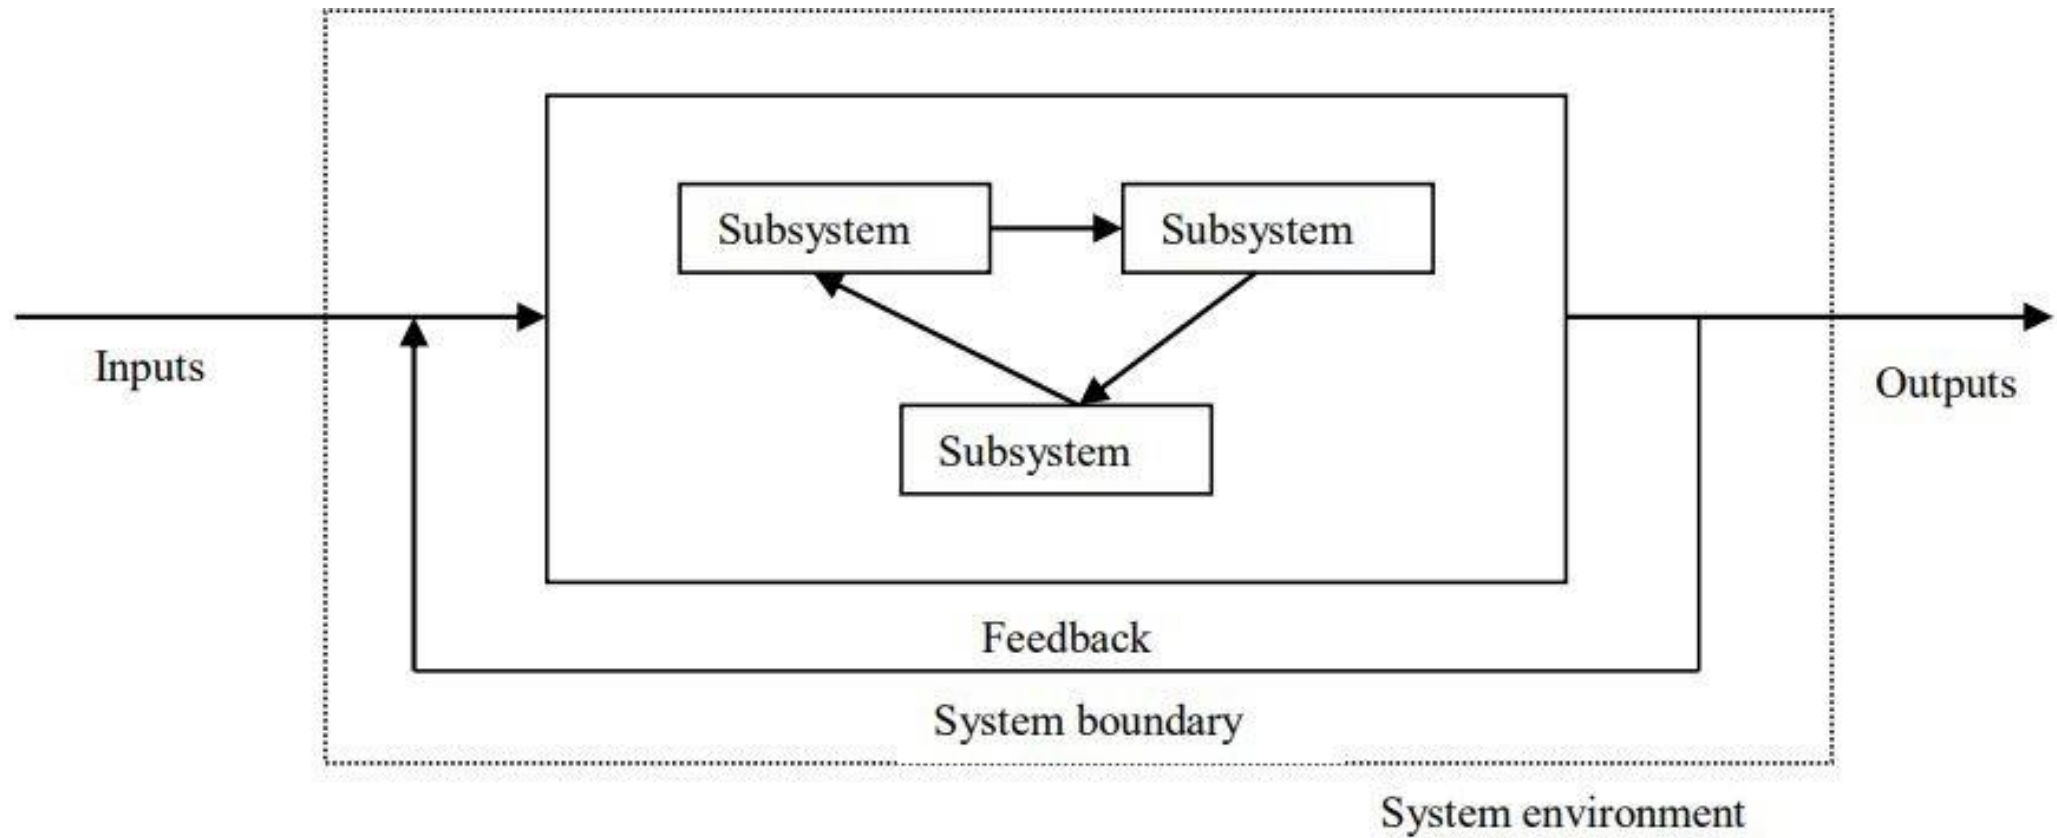 Subsystem
Subsystem
Inputs
Outputs
Subsystem
Feedback
System boundary
System environment